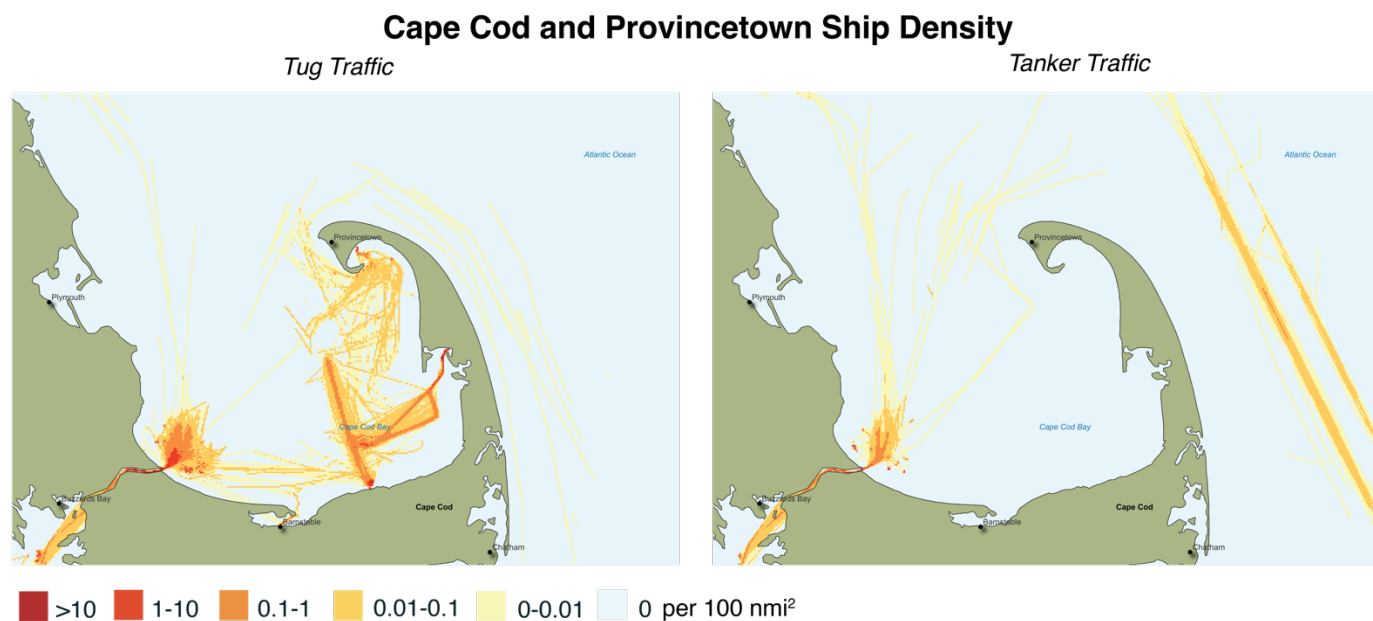 Cape Cod and Provincetown Ship Density
Tug Traffic
Tanker Traffic
Atlantic Ocean
Provincetown
Plymouth
Cape Cod Bay
Buzzards Bay
Cape Cod
Barnstable
Chatham
Atlantic Ocean
Provincetown
Plymouth
Cape Cod Bay
Buzzards Bay
Cape Cod
Barnstable
Chatham
>10 1-10 0.1-1 0.01-0.1 0-0.01 0 per 100 nmi²